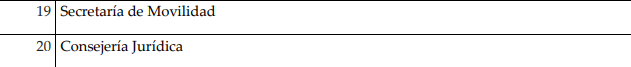 19 Secretaría de Movilidad
20 Consejería Jurídica